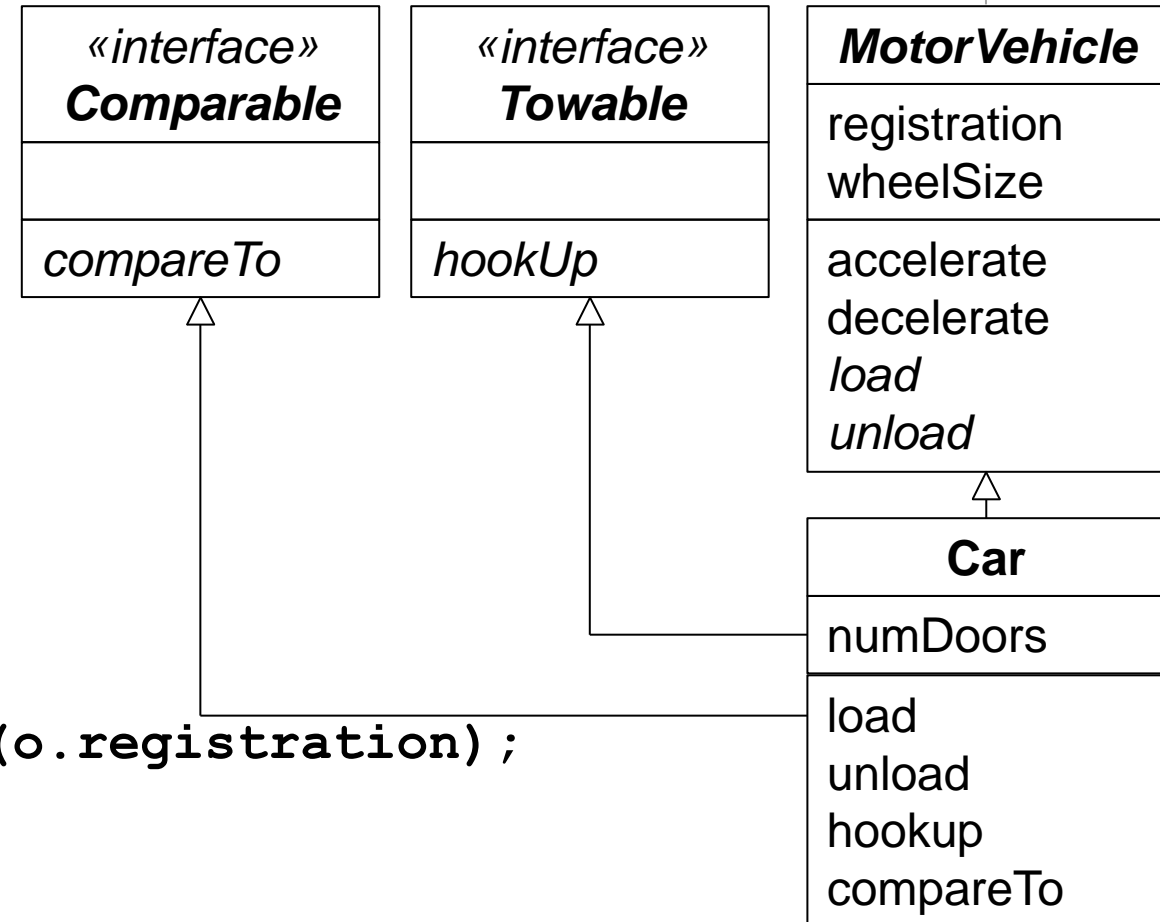 «interface»
Comparable
compareTo
«interface»
Towable
hookUp
MotorVehicle
registration
wheelSize
accelerate
decelerate
load
unload
Car
numDoors
load
unload
hookup
compareTo
(o.registration);